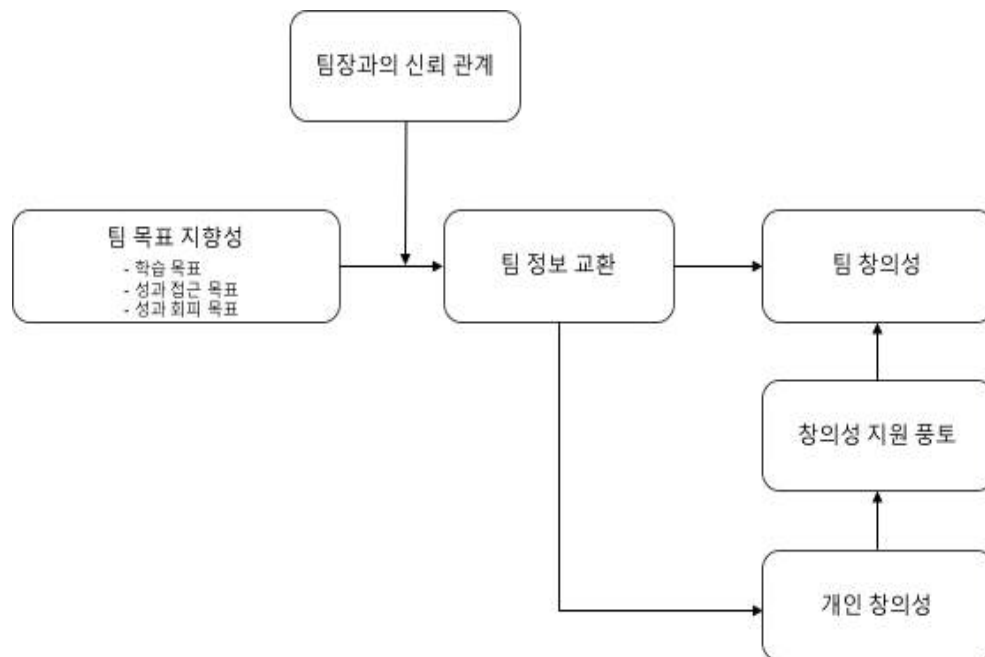 팀장과의 신뢰 관계
팀 목표 지향성
- 학습 목표
- 성과 접근 목표
- 성과 회피 목표
팀 정보 교환
팀 창의성
창의성 지원 풍토
개인 창의성